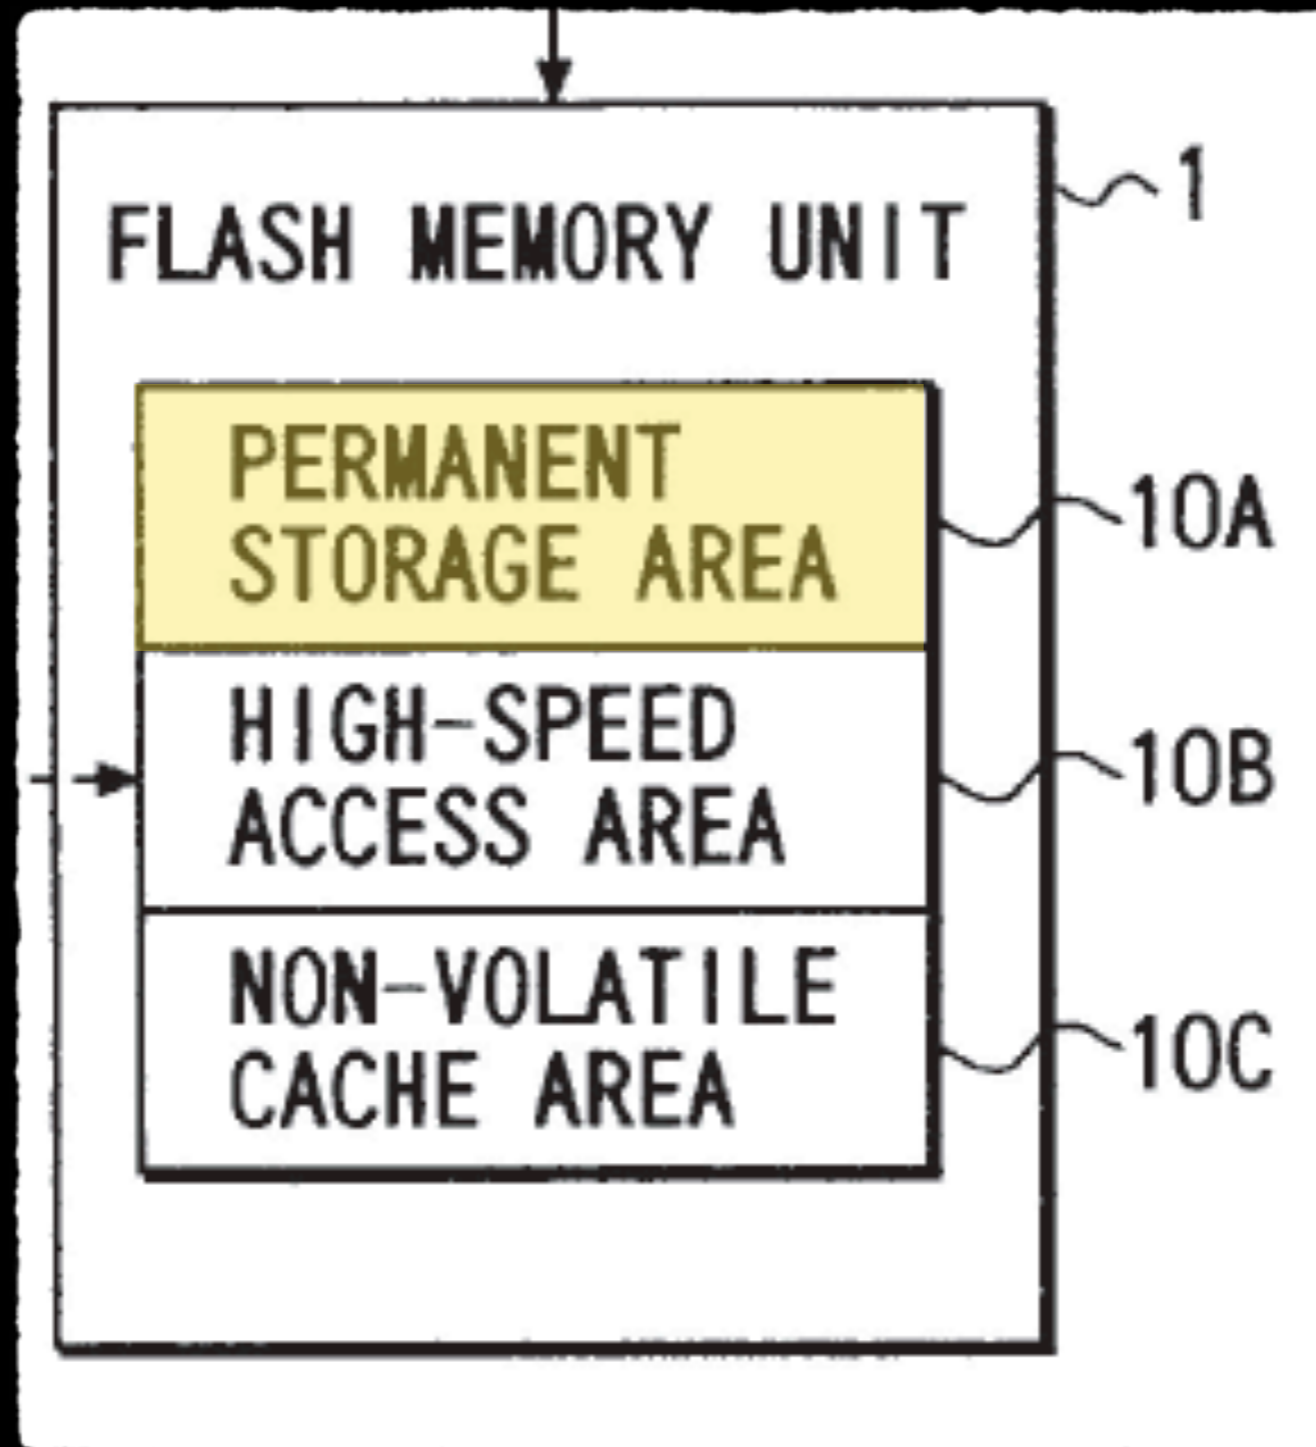 FLASH MEMORY UNIT
1
PERMANENT
STORAGE AREA
10A
HIGH-SPEED
ACCESS AREA
10B
NON-VOLATILE
CACHE AREA
10C